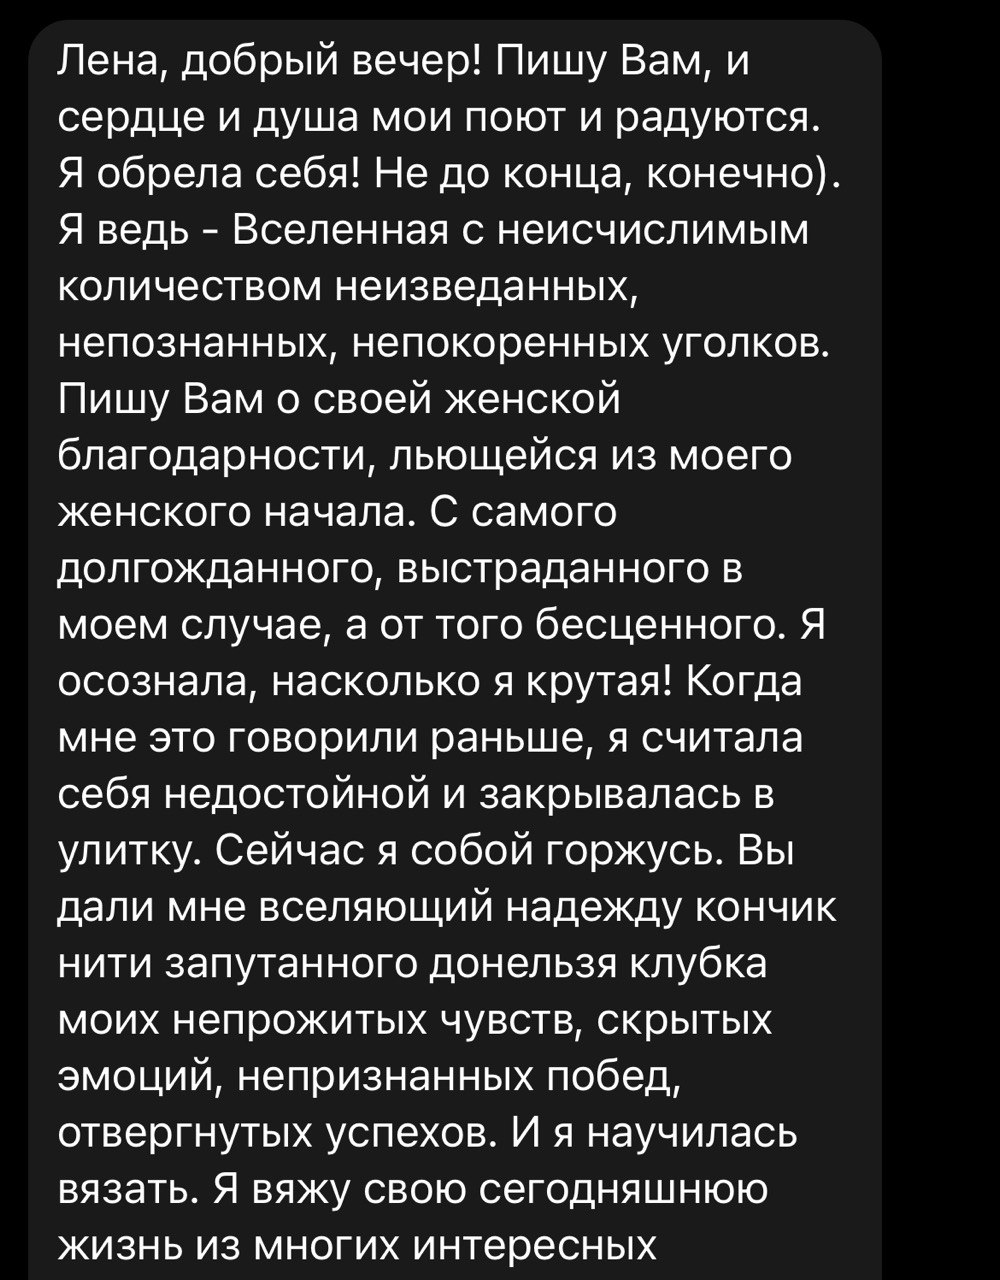 Лена, добрый вечер! Пишу Вам, и
сердце и душа мои поют и радуются.
Я обрела себя! Не до конца, конечно).
Я ведь - Вселенная с неисчислимым
количеством неизведанных,
непознанных, непокоренных уголков.
Пишу Вам о своей женской
благодарности, льющейся из моего
женского начала. С самого
долгожданного, выстраданного в
моем случае, а от того бесценного. Я
осознала, насколько я крутая! Когда
мне это говорили раньше, я считала
себя недостойной и закрывалась в
улитку. Сейчас я собой горжусь. Вы
дали мне вселяющий надежду кончик
нити запутанного донельзя клубка
моих непрожитых чувств, скрытых
эмоций, непризнанных побед,
отвергнутых успехов. И я научилась
вязать. Я вяжу свою сегодняшнюю
жизнь из многих интересных